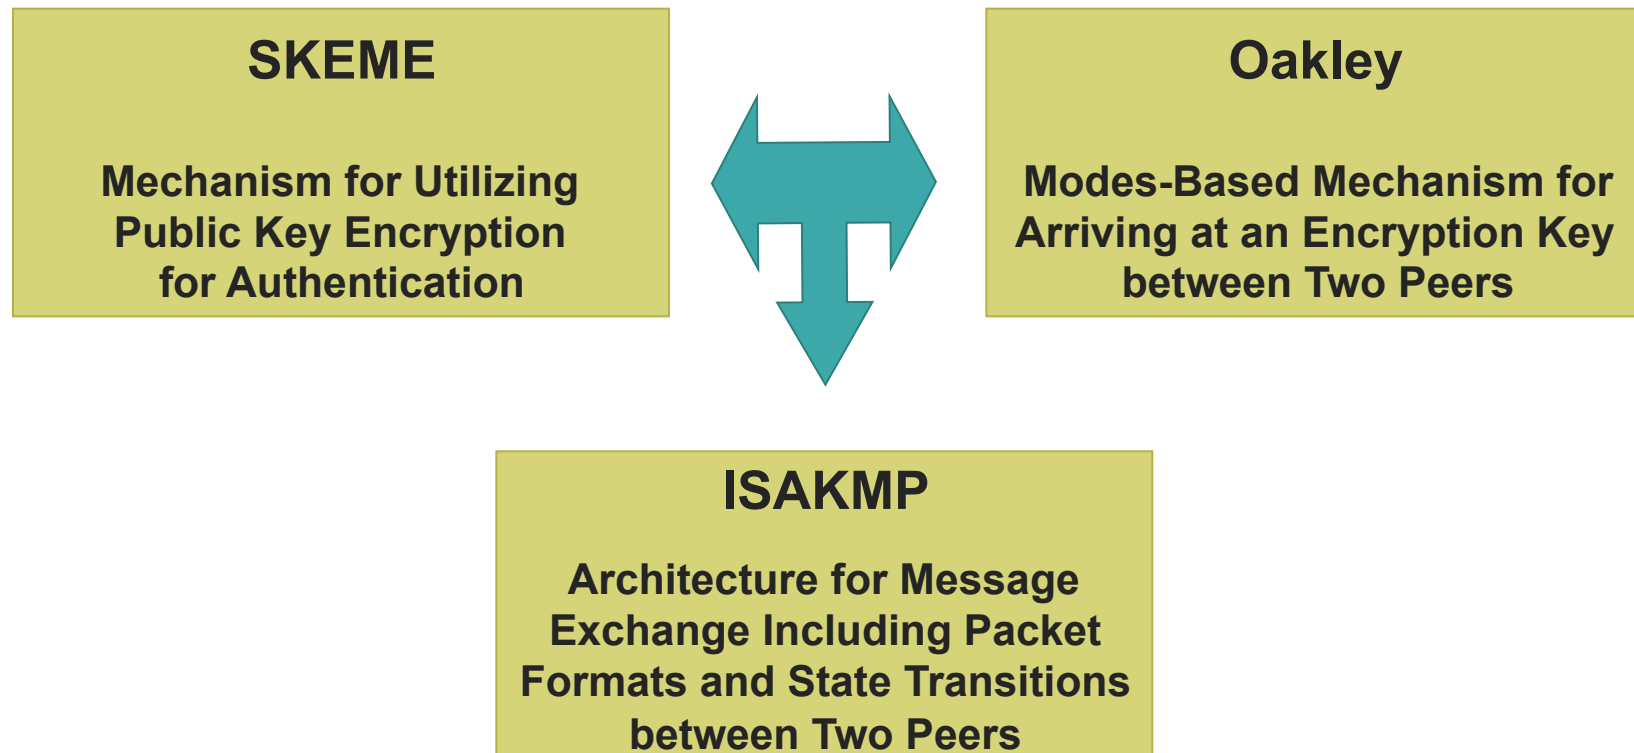 SKEME
Mechanism for Utilizing
Public Key Encryption
for Authentication
Oakley
Modes-Based Mechanism for
Arriving at an Encryption Key
between Two Peers
ISAKMP
Architecture for Message
Exchange Including Packet
Formats and State Transitions
between Two Peers